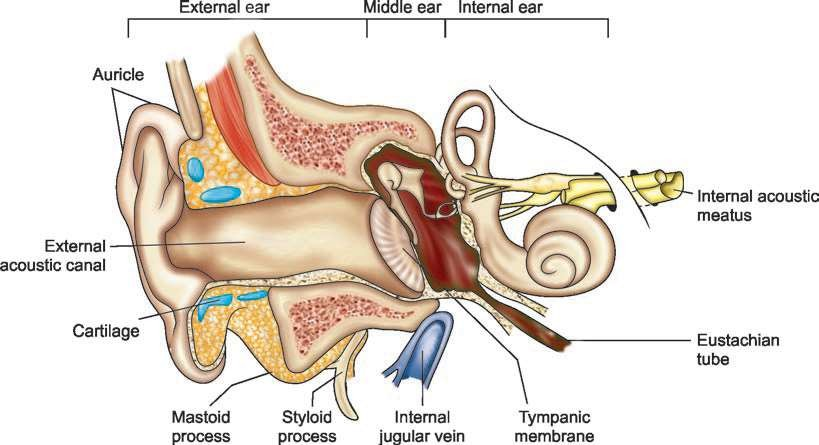 External ear
Middle ear
Internal ear
Auricle
Internal acoustic
meatus
External
acoustic canal
Cartilage
Eustachian
tube
Mastoid
process
Styloid
process
Internal
jugular vein
Tympanic
membrane